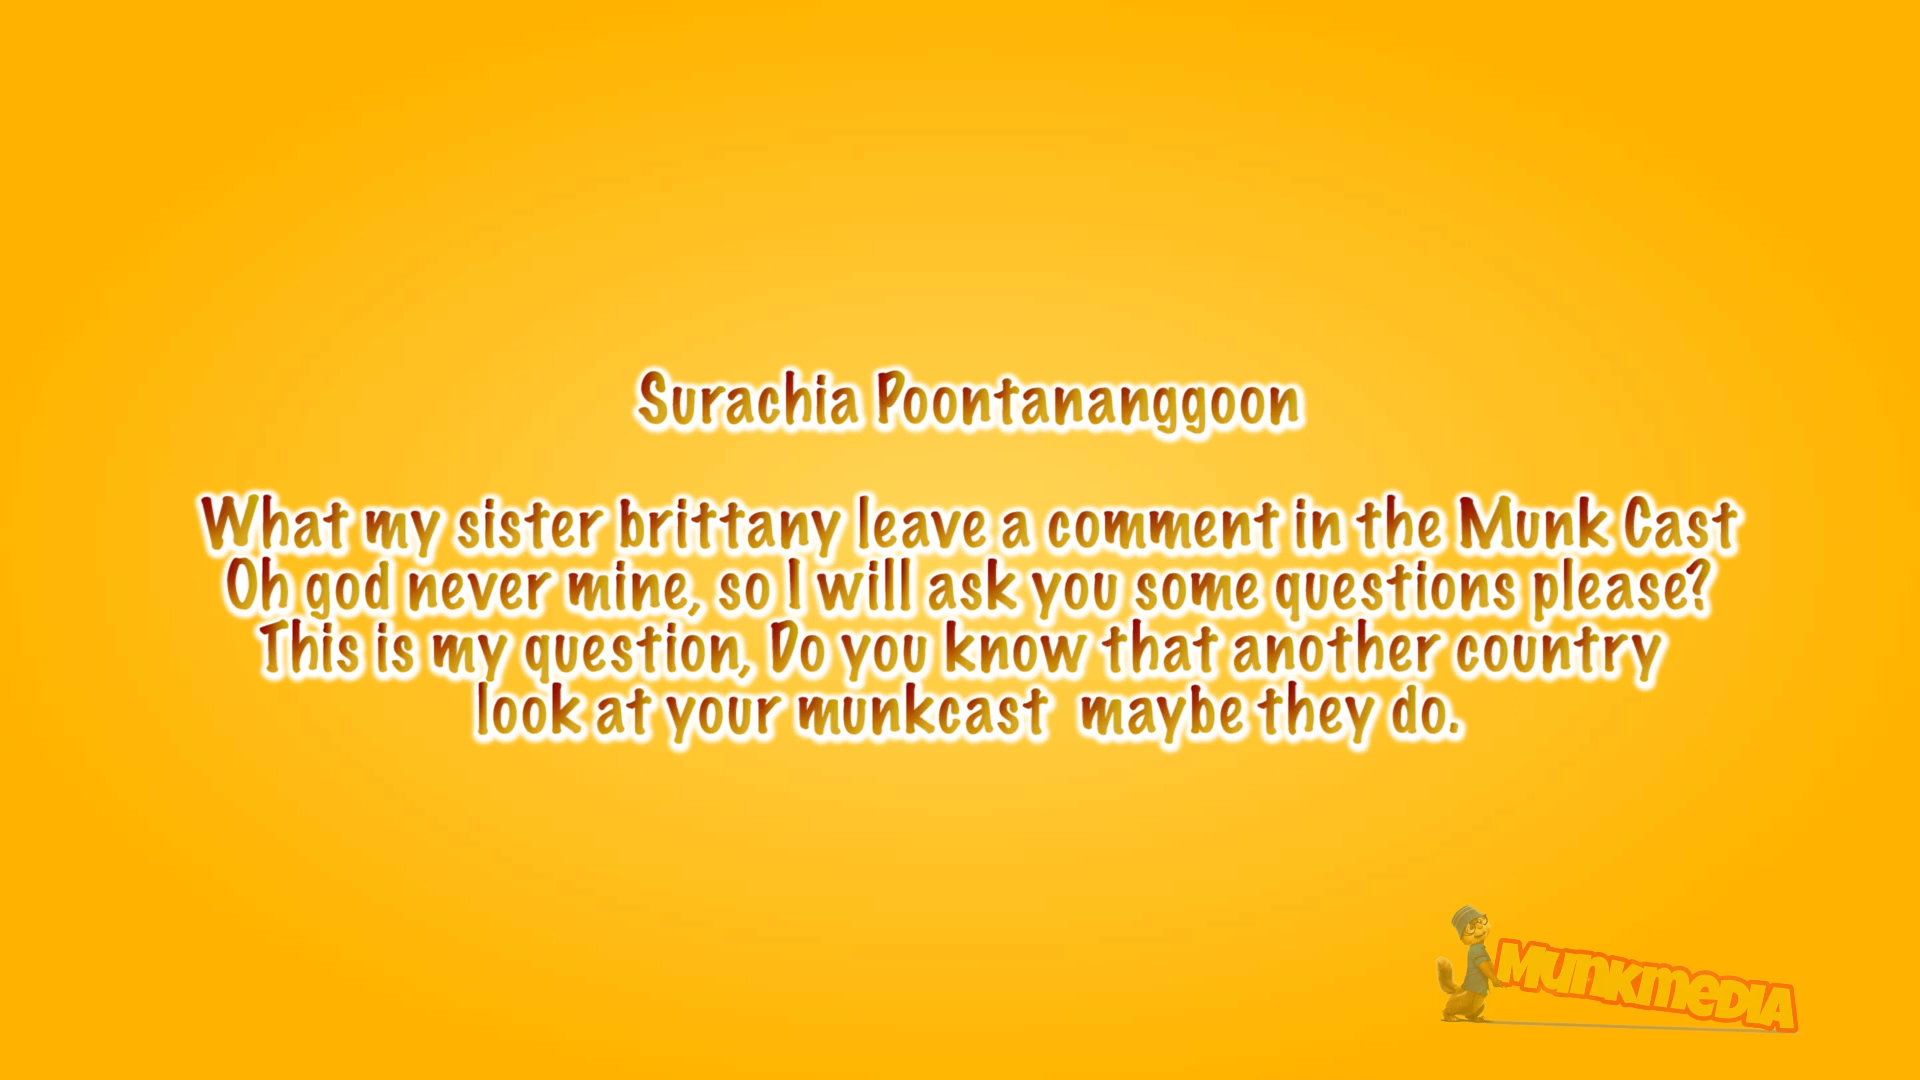 Surachia Poontananggoon
What my sister brittany leave a comment in the Munk Cast
Oh god never mine, so I will ask you some questions please?
This is my question, Do you know that another country
look at your munkcast maybe they do.
Munkmedia